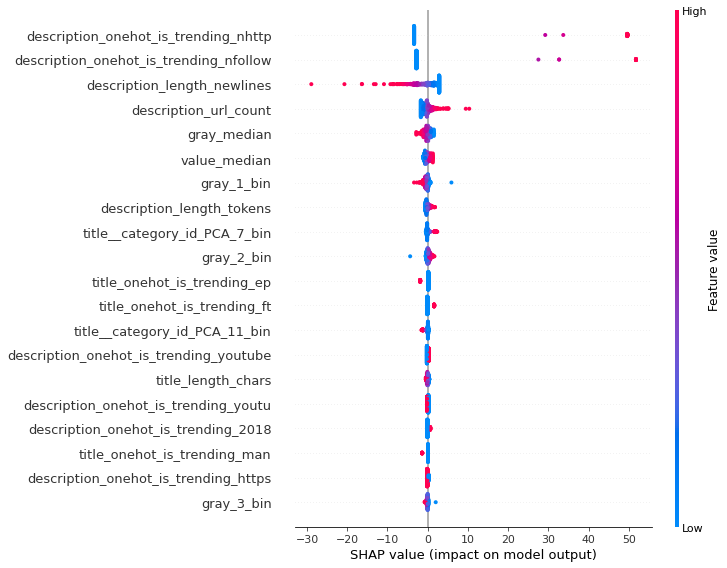 High
description_onehot_is_trending_nhttp
description_onehot_is_trending_nfollow
description_length_newlines
description_url_count
gray_median
value_median
gray_1_bin
description_length_tokens
title__category_id_PCA_7_bin
gray_2_bin
title_onehot_is_trending_ep
title_onehot_is_trending_ft
title__category_id_PCA_11_bin
description_onehot_is_trending_youtube
title_length_chars
description_onehot_is_trending_youtu
description_onehot_is_trending_2018
title_onehot_is_trending_man
description_onehot_is_trending_https
gray_3_bin
Feature value
Low
−30 −20 −10 0 10 20 30 40 50
SHAP value (impact on model output)